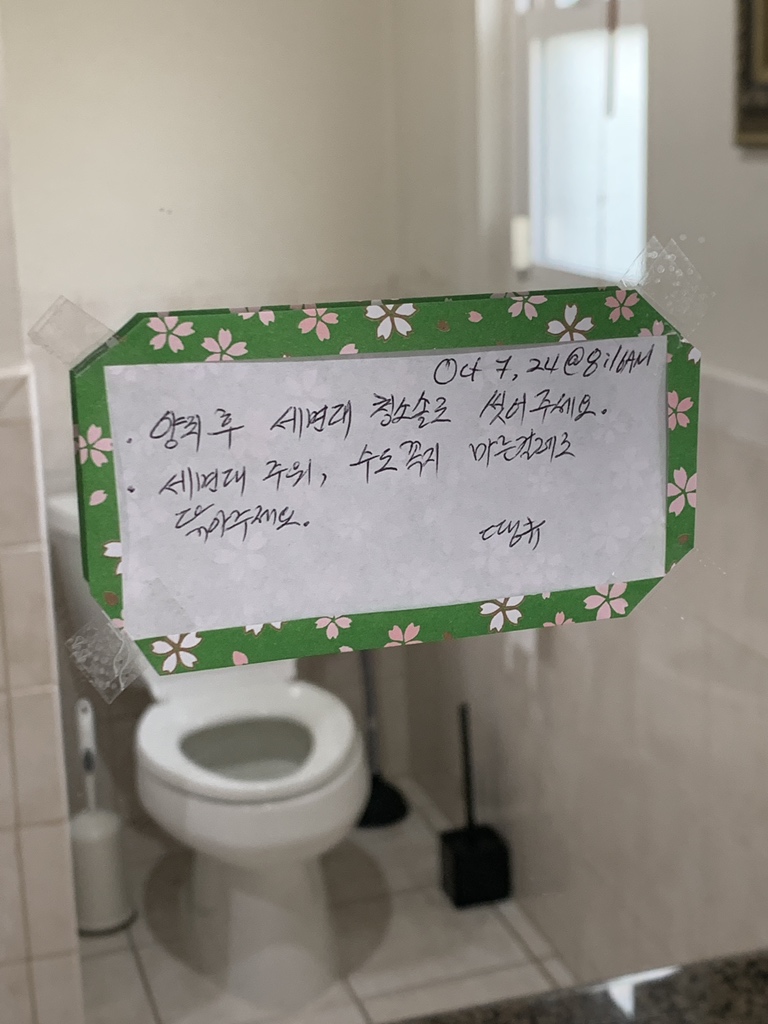 Oct 7, 24 @ 8:16AM
· 양치 후 세면대 청소솔로 씻어주세요.
· 세면대 주위, 수도꼭지 마른걸레로
닦아주세요.
땡큐